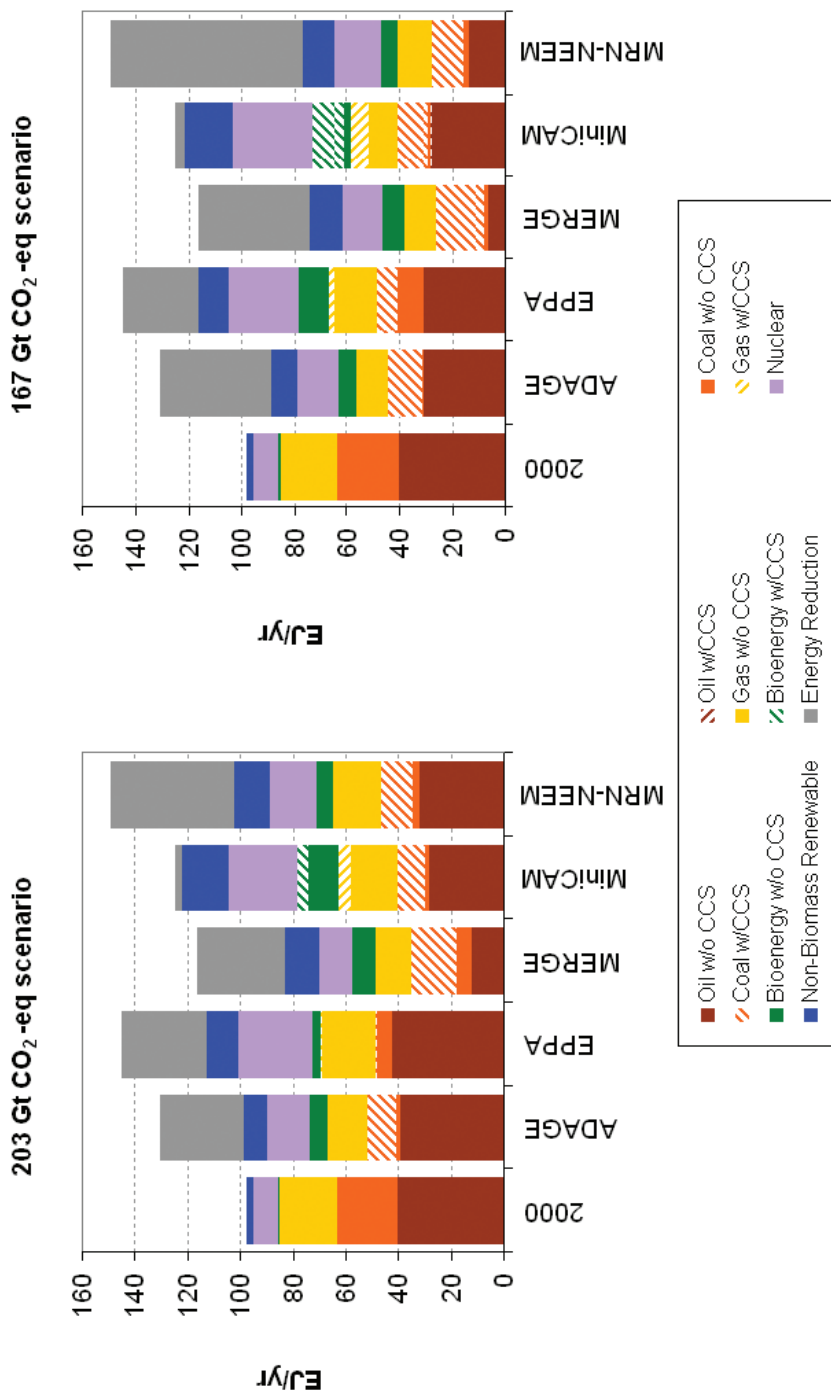 203 Gt CO2 -eq scenario
EJ/yr
160
140
120
100
80
60
40
20
0
2000
ADAGE
EPPA
MERGE
MiniCAM
MRN-NEEM
167 Gt CO2 -eq scenario
EJ/yr
160
140
120
100
80
60
40
20
0
2000
ADAGE
EPPA
MERGE
MiniCAM
MRN-NEEM
Oil w/o CCS
Oil w/CCS
Coal w/o CCS
Coal w/CCS
Gas w/o CCS
Gas w/CCS
Bioenergy w/o CCS
Bioenergy w/CCS
Nuclear
Non-Biomass Renewable
Energy Reduction